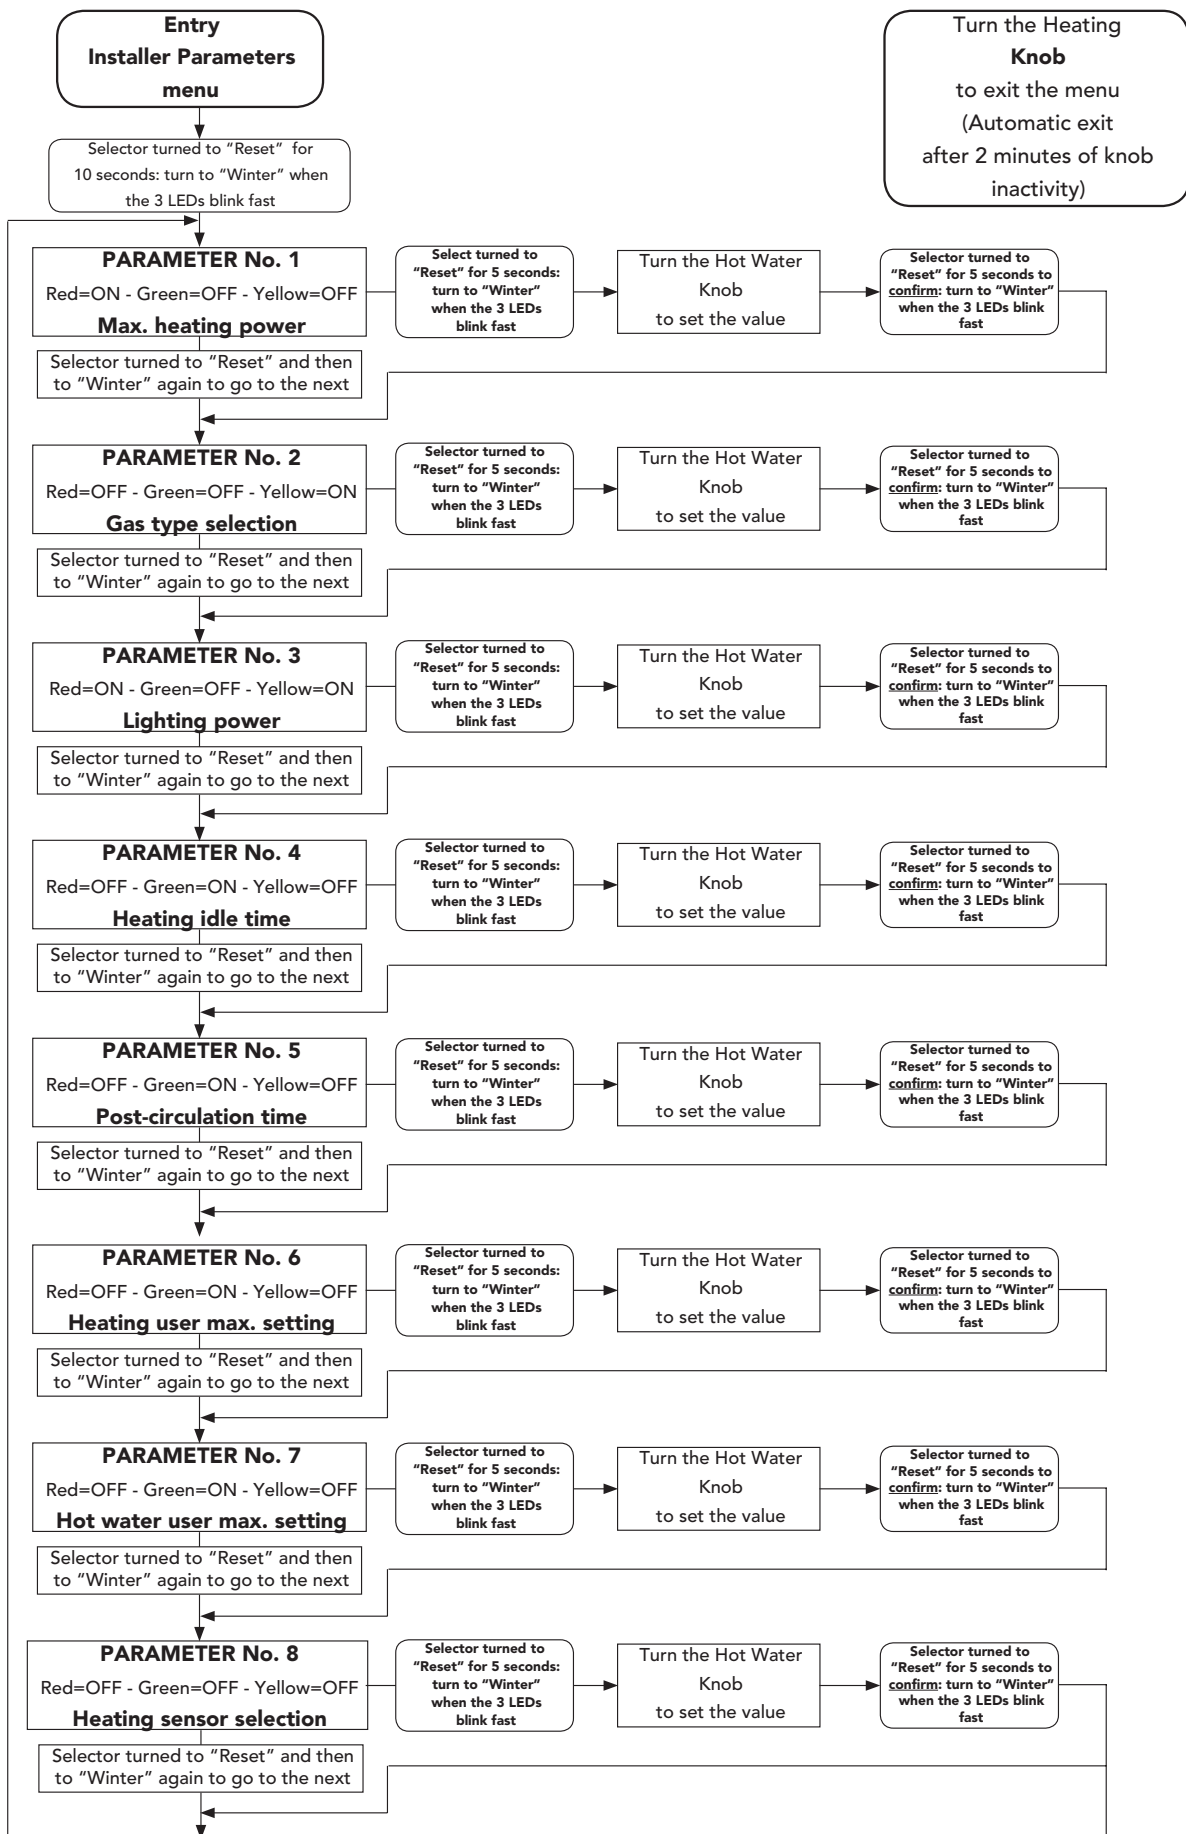 Entry
Installer Parameters
menu
Turn the Heating
Knob
to exit the menu
(Automatic exit
after 2 minutes of knob
inactivity)
Selector turned to “Reset” for
10 seconds: turn to “Winter” when
the 3 LEDs blink fast
PARAMETER No. 1
Red=ON - Green=OFF - Yellow=OFF
Max. heating power
Select turned to
“Reset” for 5 seconds:
turn to “Winter”
when the 3 LEDs
blink fast
Turn the Hot Water
Knob
to set the value
Selector turned to
“Reset” for 5 seconds to
confirm: turn to “Winter”
when the 3 LEDs blink
fast
Selector turned to “Reset” and then
to “Winter” again to go to the next
PARAMETER No. 2
Red=OFF - Green=OFF - Yellow=ON
Gas type selection
Selector turned to
“Reset” for 5 seconds:
turn to “Winter”
when the 3 LEDs
blink fast
Turn the Hot Water
Knob
to set the value
Selector turned to
“Reset” for 5 seconds to
confirm: turn to “Winter”
when the 3 LEDs blink
fast
Selector turned to “Reset” and then
to “Winter” again to go to the next
PARAMETER No. 3
Red=ON - Green=OFF - Yellow=ON
Lighting power
Selector turned to
“Reset” for 5 seconds:
turn to “Winter”
when the 3 LEDs
blink fast
Turn the Hot Water
Knob
to set the value
Selector turned to
“Reset” for 5 seconds to
confirm: turn to “Winter”
when the 3 LEDs blink
fast
Selector turned to “Reset” and then
to “Winter” again to go to the next
PARAMETER No. 4
Red=OFF - Green=ON - Yellow=OFF
Heating idle time
Selector turned to
“Reset” for 5 seconds:
turn to “Winter”
when the 3 LEDs
blink fast
Turn the Hot Water
Knob
to set the value
Selector turned to
“Reset” for 5 seconds to
confirm: turn to “Winter”
when the 3 LEDs blink
fast
Selector turned to “Reset” and then
to “Winter” again to go to the next
PARAMETER No. 5
Red=OFF - Green=ON - Yellow=OFF
Post-circulation time
Selector turned to
“Reset” for 5 seconds:
turn to “Winter”
when the 3 LEDs
blink fast
Turn the Hot Water
Knob
to set the value
Selector turned to
“Reset” for 5 seconds to
confirm: turn to “Winter”
when the 3 LEDs blink
fast
Selector turned to “Reset” and then
to “Winter” again to go to the next
PARAMETER No. 6
Red=OFF - Green=ON - Yellow=OFF
Heating user max. setting
Selector turned to
“Reset” for 5 seconds:
turn to “Winter”
when the 3 LEDs
blink fast
Turn the Hot Water
Knob
to set the value
Selector turned to
“Reset” for 5 seconds to
confirm: turn to “Winter”
when the 3 LEDs blink
fast
Selector turned to “Reset” and then
to “Winter” again to go to the next
PARAMETER No. 7
Red=OFF - Green=ON - Yellow=OFF
Hot water user max. setting
Selector turned to
“Reset” for 5 seconds:
turn to “Winter”
when the 3 LEDs
blink fast
Turn the Hot Water
Knob
to set the value
Selector turned to
“Reset” for 5 seconds to
confirm: turn to “Winter”
when the 3 LEDs blink
fast
Selector turned to “Reset” and then
to “Winter” again to go to the next
PARAMETER No. 8
Red=OFF - Green=OFF - Yellow=OFF
Heating sensor selection
Selector turned to
“Reset” for 5 seconds:
turn to “Winter”
when the 3 LEDs
blink fast
Turn the Hot Water
Knob
to set the value
Selector turned to
“Reset” for 5 seconds to
confirm: turn to “Winter”
when the 3 LEDs blink
fast
Selector turned to “Reset” and then
to “Winter” again to go to the next